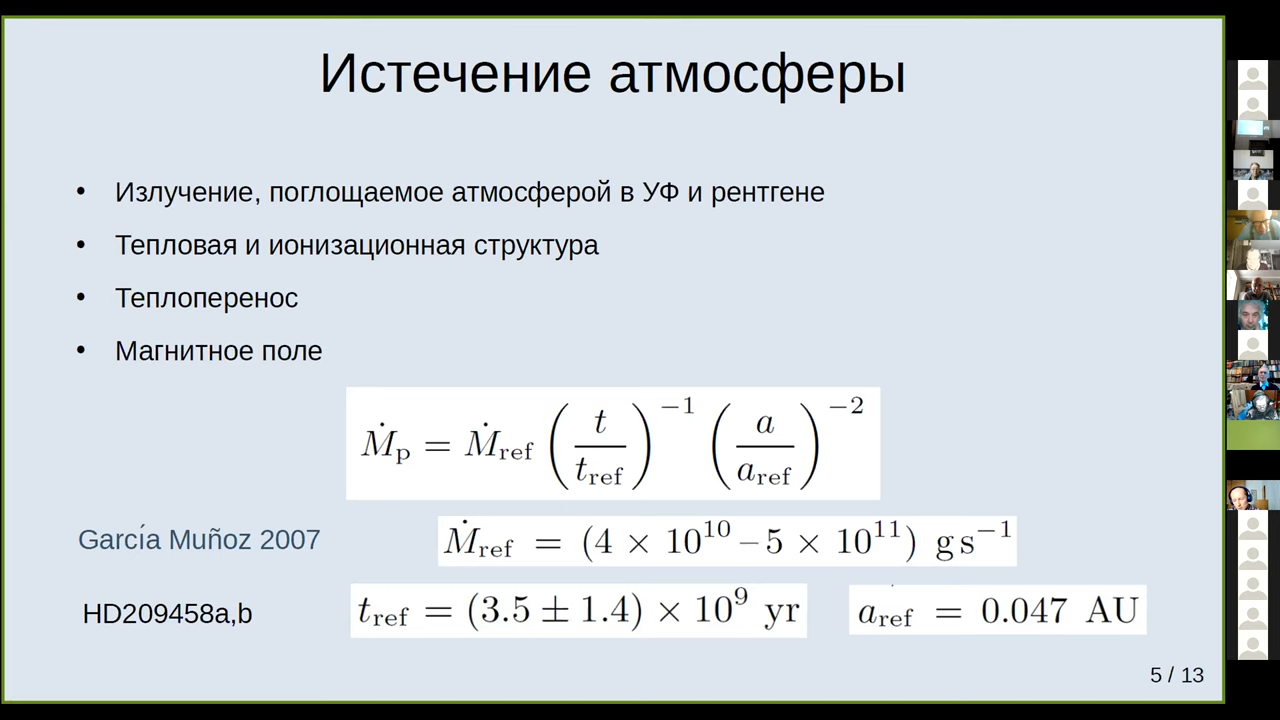 Истечение атмосферы
• Излучение, поглощаемое атмосферой в УФ и рентгене
• Тепловая и ионизационная структура
• Теплоперенос
• Магнитное поле
Ṁp = Ṁref (t/tref)^−1 (a/aref)^−2
García Muñoz 2007 Ṁref = (4 × 10^10 – 5 × 10^11) g s^−1
HD209458a,b tref = (3.5 ± 1.4) × 10^9 yr aref = 0.047 AU
5 / 13